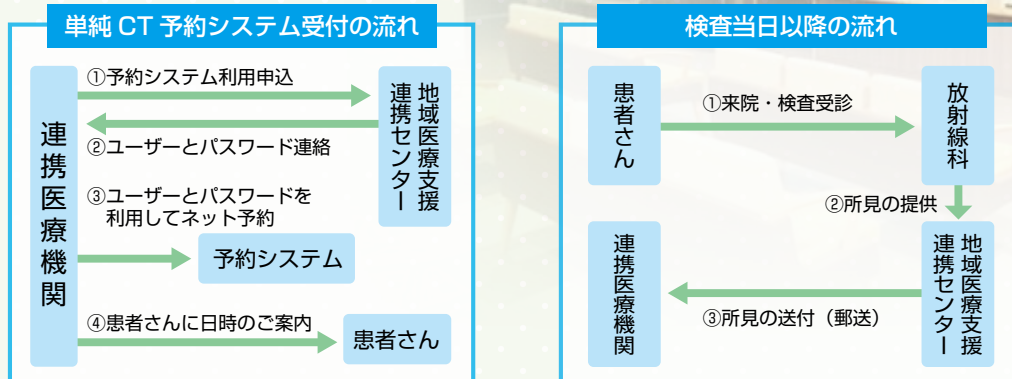 単純 CT 予約システム受付の流れ
連携医療機関
①予約システム利用申込
地域医療支援
連携センター
②ユーザーとパスワード連絡
③ユーザーとパスワードを
利用してネット予約
予約システム
④患者さんに日時のご案内
患者さん
検査当日以降の流れ
患者さん
①来院・検査受診
放射線科
②所見の提供
地域医療支援
連携センター
③所見の送付（郵送）
連携医療機関